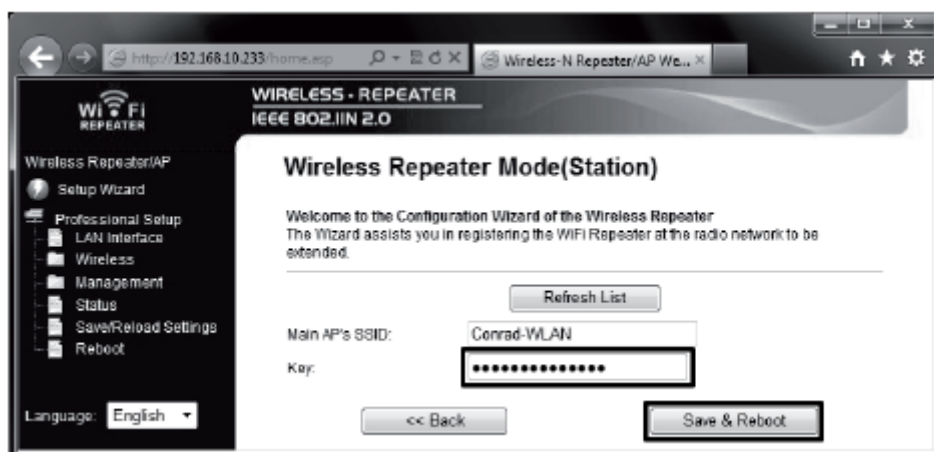 http://192.168.10.233/home.asp
Wireless-N Repeater/AP We...
Wi Fi
REPEATER
WIRELESS - REPEATER
IEEE 802.11N 2.0
Wireless Repeater/AP
Setup Wizard
Professional Setup
LAN Interface
Wireless
Management
Status
Save/Reload Settings
Reboot
Language: English
Wireless Repeater Mode(Station)
Welcome to the Configuration Wizard of the Wireless Repeater
The Wizard assists you in registering the WiFi Repeater at the radio network to be
extended.
Refresh List
Main AP's SSID: Conrad-WLAN
Key: ••••••••••••••
<< Back
Save & Reboot